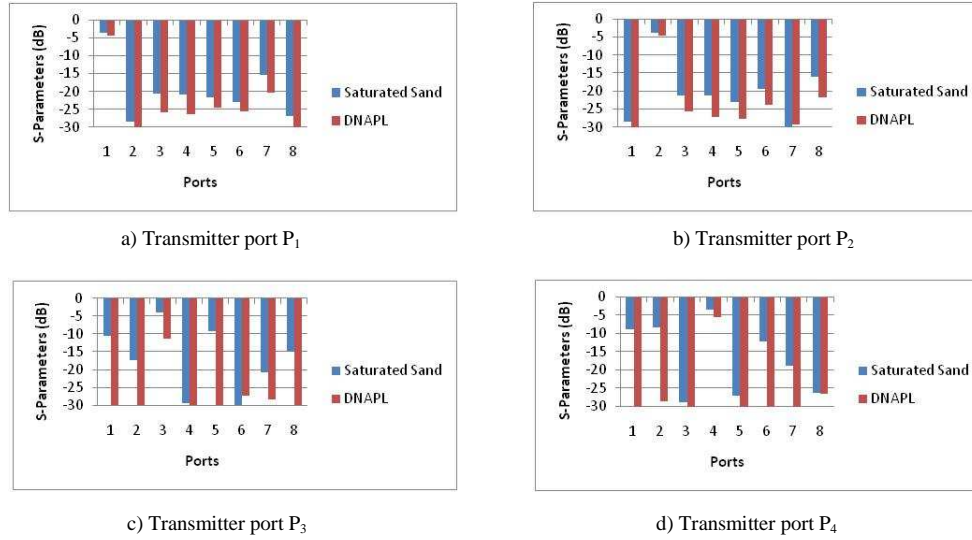 S-Parameters (dB)
0
-5
-10
-15
-20
-25
-30
1 2 3 4 5 6 7 8
Ports
Saturated Sand
DNAPL
a) Transmitter port P1
S-Parameters (dB)
0
-5
-10
-15
-20
-25
-30
1 2 3 4 5 6 7 8
Ports
Saturated Sand
DNAPL
b) Transmitter port P2
S-Parameters (dB)
0
-5
-10
-15
-20
-25
-30
1 2 3 4 5 6 7 8
Ports
Saturated Sand
DNAPL
c) Transmitter port P3
S-Parameters (dB)
0
-5
-10
-15
-20
-25
-30
1 2 3 4 5 6 7 8
Ports
Saturated Sand
DNAPL
d) Transmitter port P4